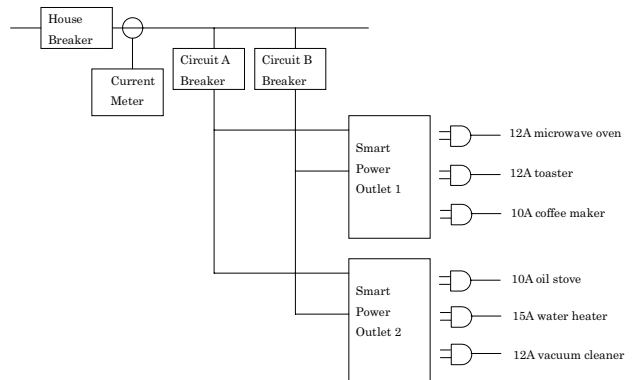 House
Breaker
Current
Meter
Circuit A
Breaker
Circuit B
Breaker
Smart
Power
Outlet 1
12A microwave oven
12A toaster
10A coffee maker
Smart
Power
Outlet 2
10A oil stove
15A water heater
12A vacuum cleaner